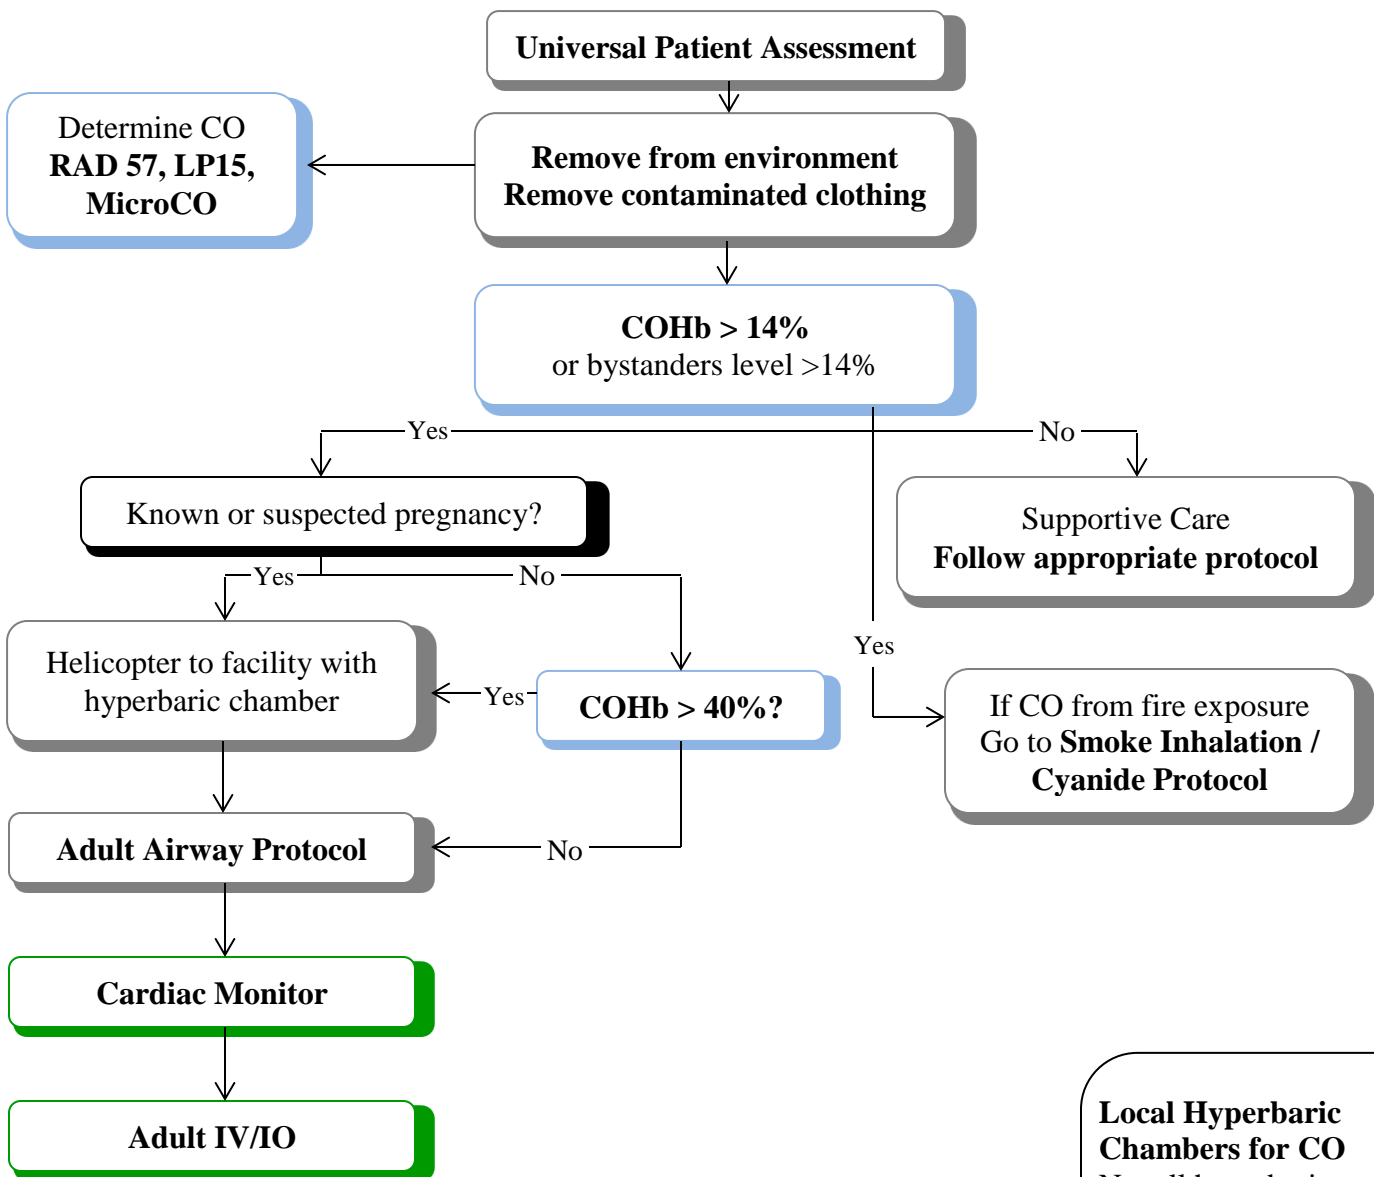 Universal Patient Assessment
Determine CO
RAD 57, LP15,
MicroCO
Remove from environment
Remove contaminated clothing
COHb > 14%
or bystanders level >14%
Yes
No
Known or suspected pregnancy?
Supportive Care
Follow appropriate protocol
Yes
No
Yes
Helicopter to facility with
hyperbaric chamber
Yes
COHb > 40%?
If CO from fire exposure
Go to Smoke Inhalation /
Cyanide Protocol
Adult Airway Protocol
No
Cardiac Monitor
Adult IV/IO
Local Hyperbaric
Chambers for CO